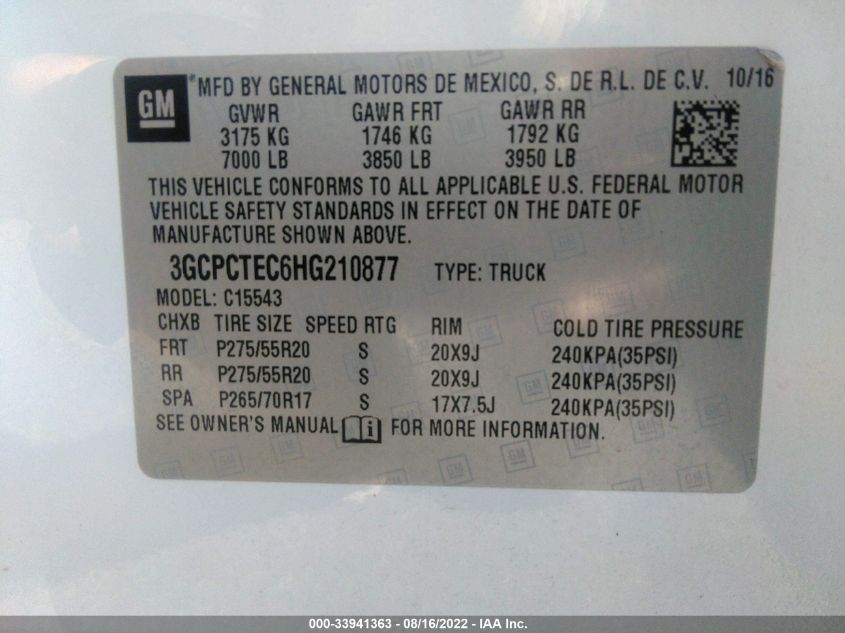 GM MFD BY GENERAL MOTORS DE MEXICO, S. DE R.L. DE C.V. 10/16
GVWR GAWR FRT GAWR RR
3175 KG 1746 KG 1792 KG
7000 LB 3850 LB 3950 LB
THIS VEHICLE CONFORMS TO ALL APPLICABLE U.S. FEDERAL MOTOR
VEHICLE SAFETY STANDARDS IN EFFECT ON THE DATE OF
MANUFACTURE SHOWN ABOVE.
3GCPCTEC6HG210877 TYPE: TRUCK
MODEL: C15543
CHXB TIRE SIZE SPEED RTG RIM COLD TIRE PRESSURE
FRT P275/55R20 S 20X9J 240KPA(35PSI)
RR P275/55R20 S 20X9J 240KPA(35PSI)
SPA P265/70R17 S 17X7.5J 240KPA(35PSI)
SEE OWNER'S MANUAL FOR MORE INFORMATION.
000-33941363 - 08/16/2022 - IAA Inc.